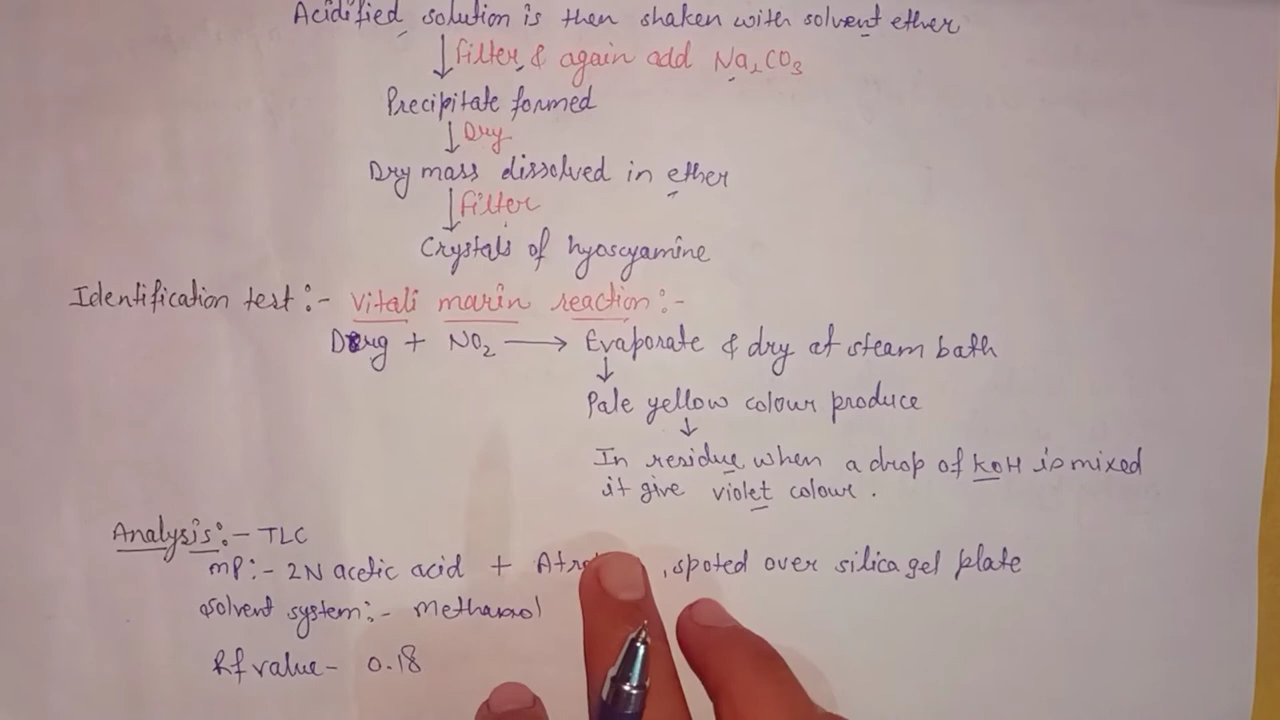 Acidified solution is then shaken with solvent ether
↓ Filter & again add Na₂CO₃
Precipitate formed
↓ Dry
Dry mass dissolved in ether
↓ Filter
Crystals of hyoscyamine
Identification test :- Vitali marin reaction :-
Drug + NO₂ ⟶ Evaporate & dry at steam bath
↓
Pale yellow colour produce
↓
In residue when a drop of KOH is mixed
it give violet colour.
Analysis :- TLC
mp :- 2N acetic acid + , spoted over silica gel plate
Solvent system :- Methanol
Rf value - 0.18